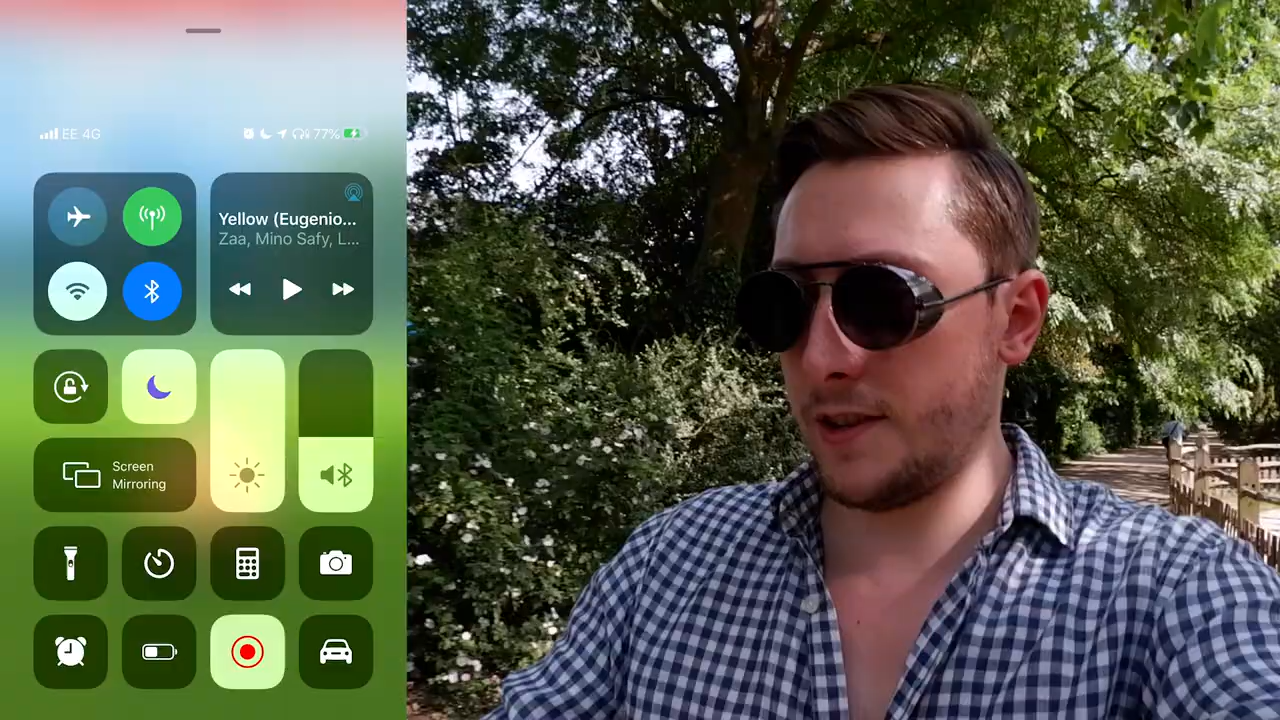 EE 4G
77%
Yellow (Eugenio...
Zaa, Mino Safy, L...
Screen
Mirroring